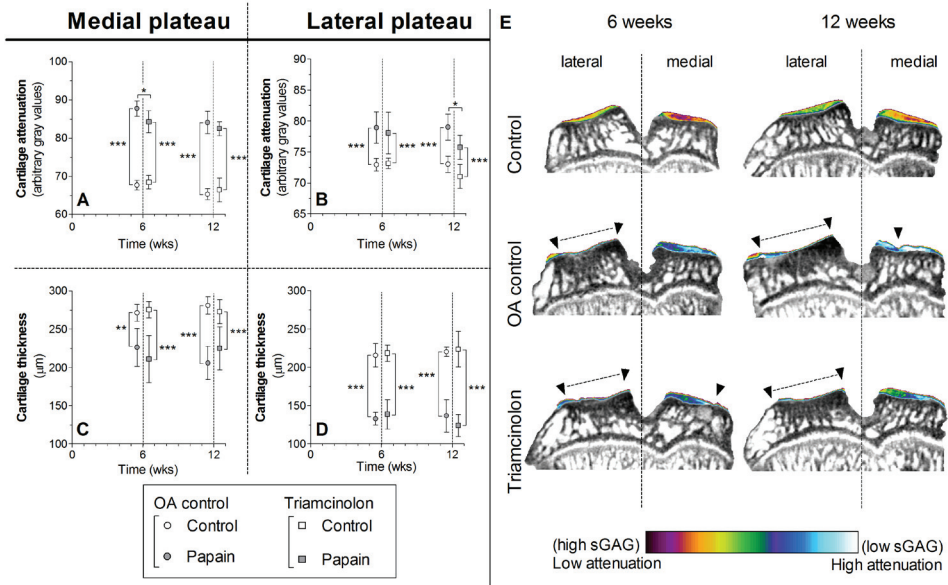 Medial plateau
Lateral plateau
Cartilage attenuation
(arbitrary gray values)
100
90
80
70
60
*
***
***
***
***
A
0
6
12
Time (wks)
Cartilage attenuation
(arbitrary gray values)
90
85
80
75
70
65
*
***
***
***
***
B
0
6
12
Time (wks)
Cartilage thickness
(µm)
300
250
200
150
100
**
***
***
***
C
0
6
12
Time (wks)
Cartilage thickness
(µm)
300
250
200
150
100
***
***
***
***
D
0
6
12
Time (wks)
OA control
Triamcinolon
Control
Control
Papain
Papain
E
6 weeks
12 weeks
lateral
medial
lateral
medial
Control
OA control
Triamcinolon
(high sGAG)
(low sGAG)
Low attenuation
High attenuation